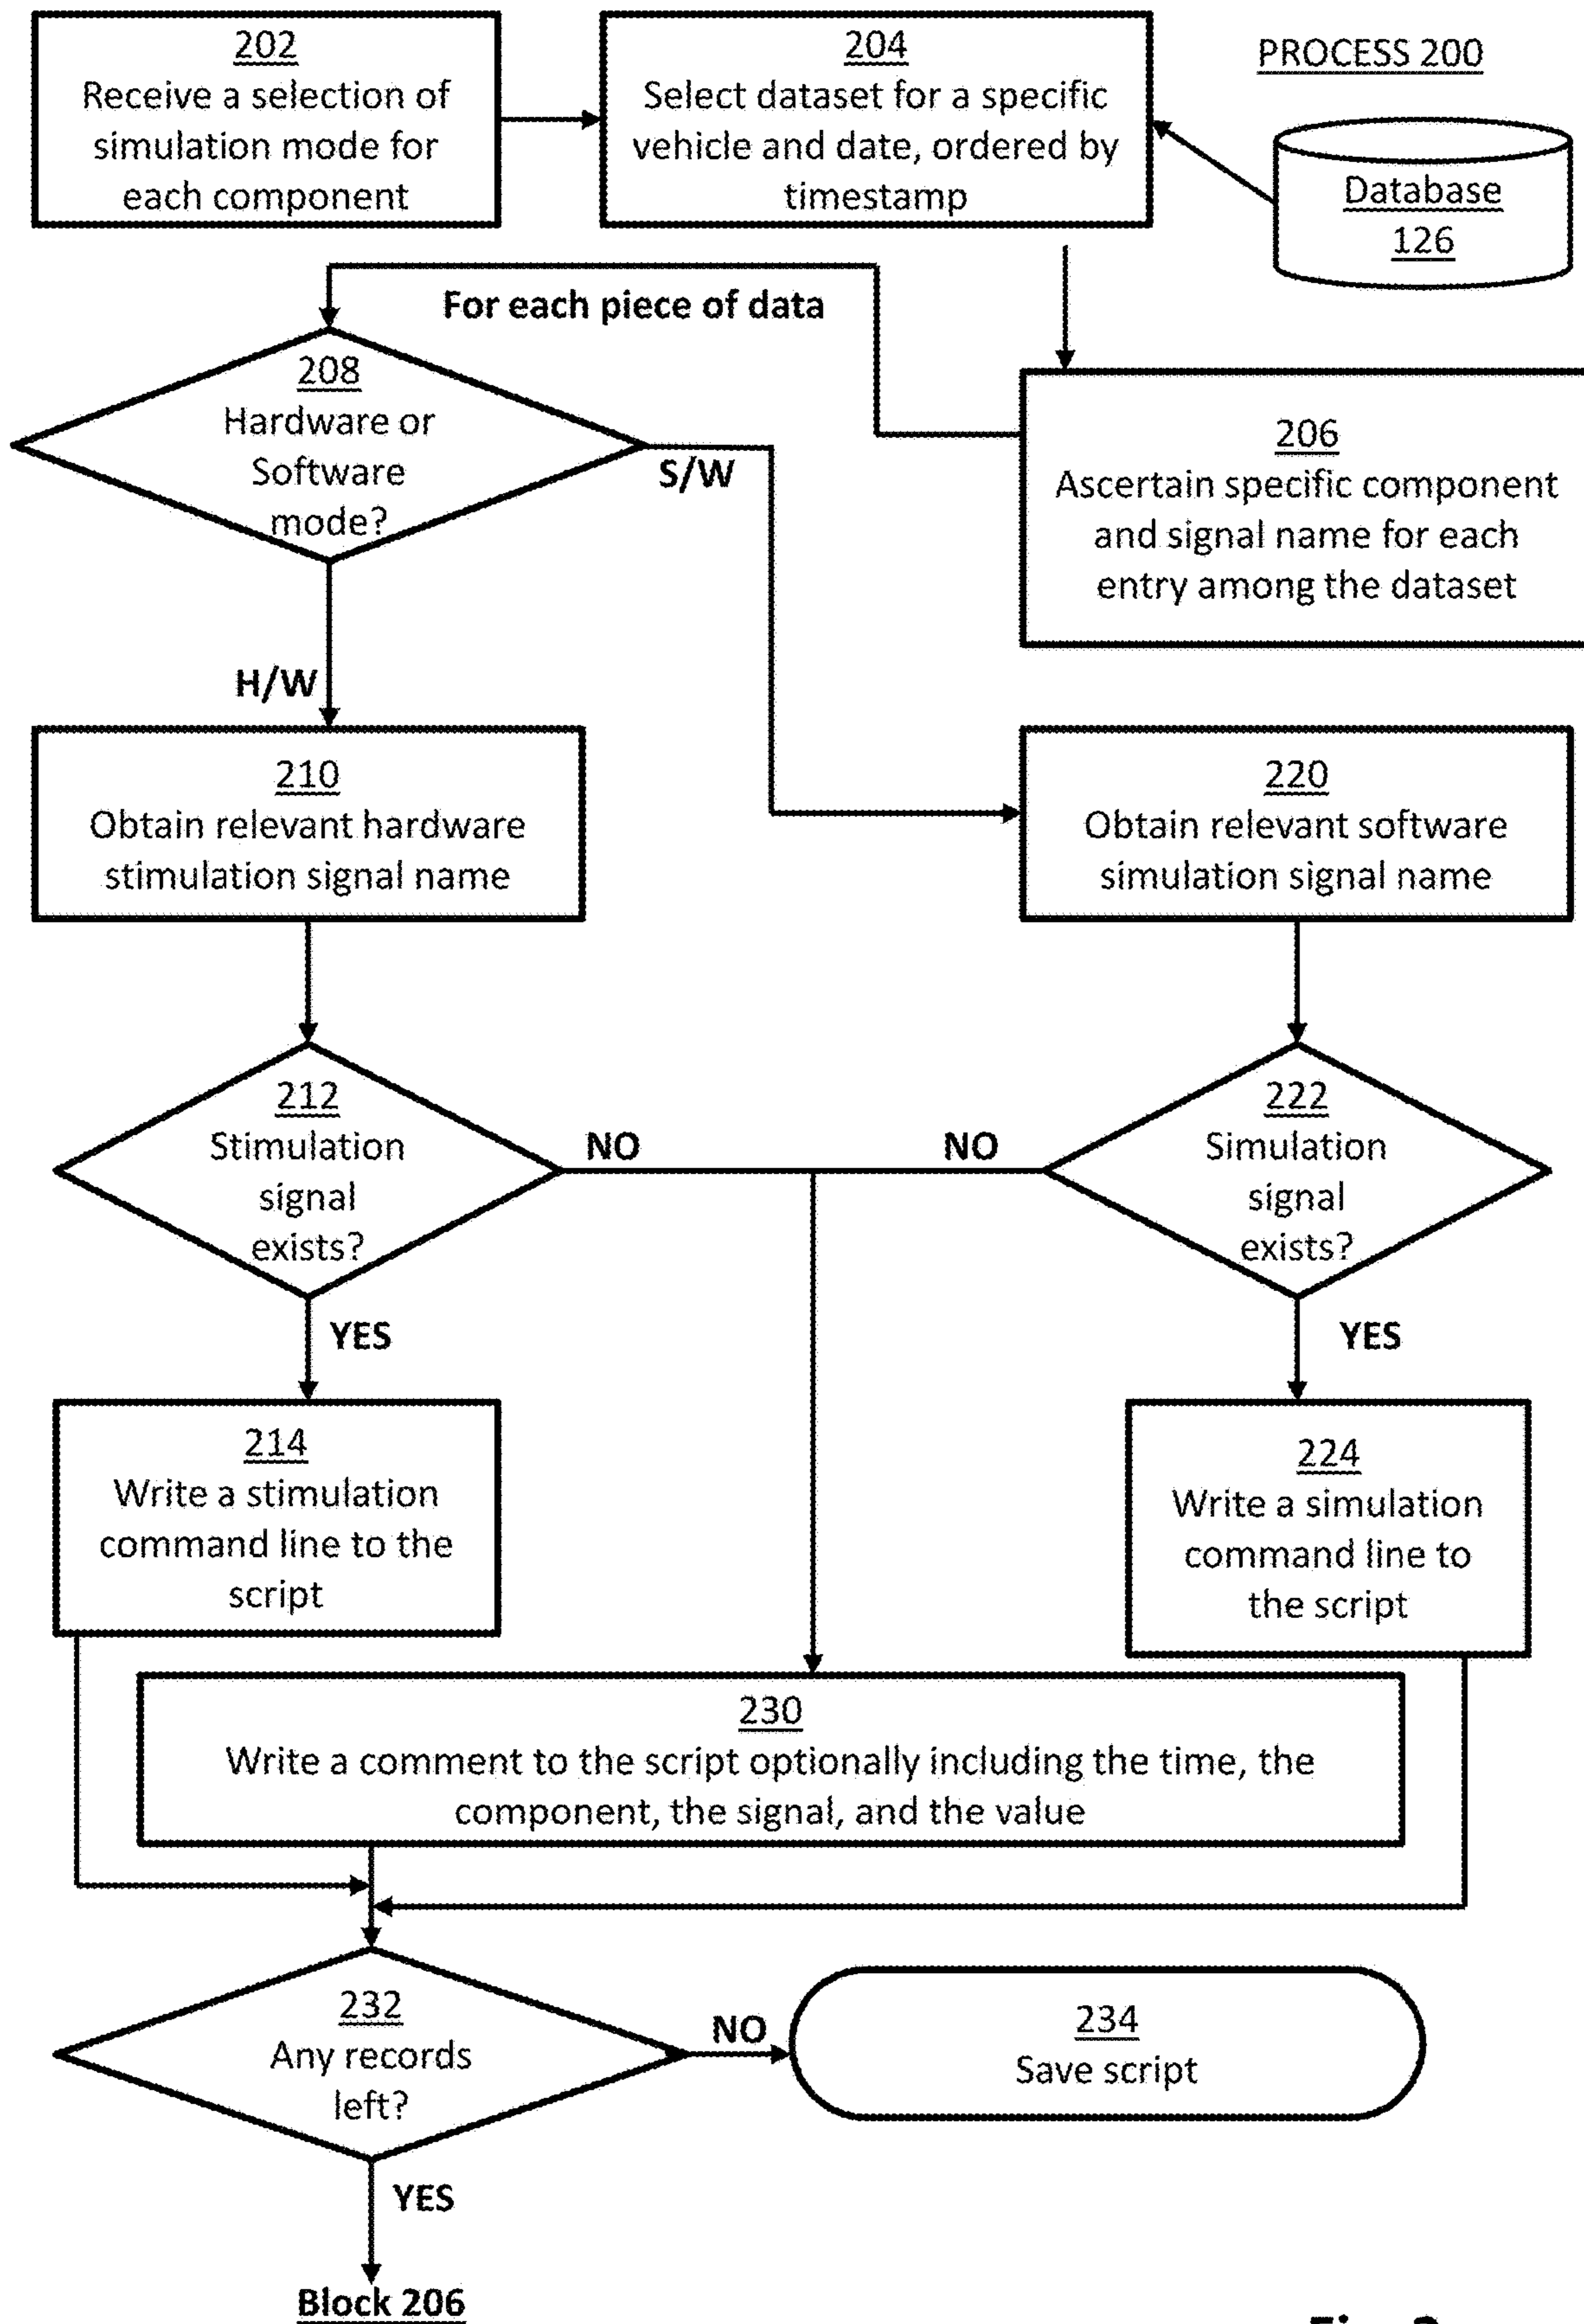 202
Receive a selection of
simulation mode for
each component
204
Select dataset for a specific
vehicle and date, ordered by
timestamp
PROCESS 200
Database
126
For each piece of data
208
Hardware or
Software
mode?
S/W
H/W
206
Ascertain specific component
and signal name for each
entry among the dataset
210
Obtain relevant hardware
stimulation signal name
220
Obtain relevant software
simulation signal name
212
Stimulation
signal
exists?
NO
NO
222
Simulation
signal
exists?
YES
YES
214
Write a stimulation
command line to the
script
224
Write a simulation
command line to
the script
230
Write a comment to the script optionally including the time, the
component, the signal, and the value
232
Any records
left?
NO
234
Save script
YES
Block 206